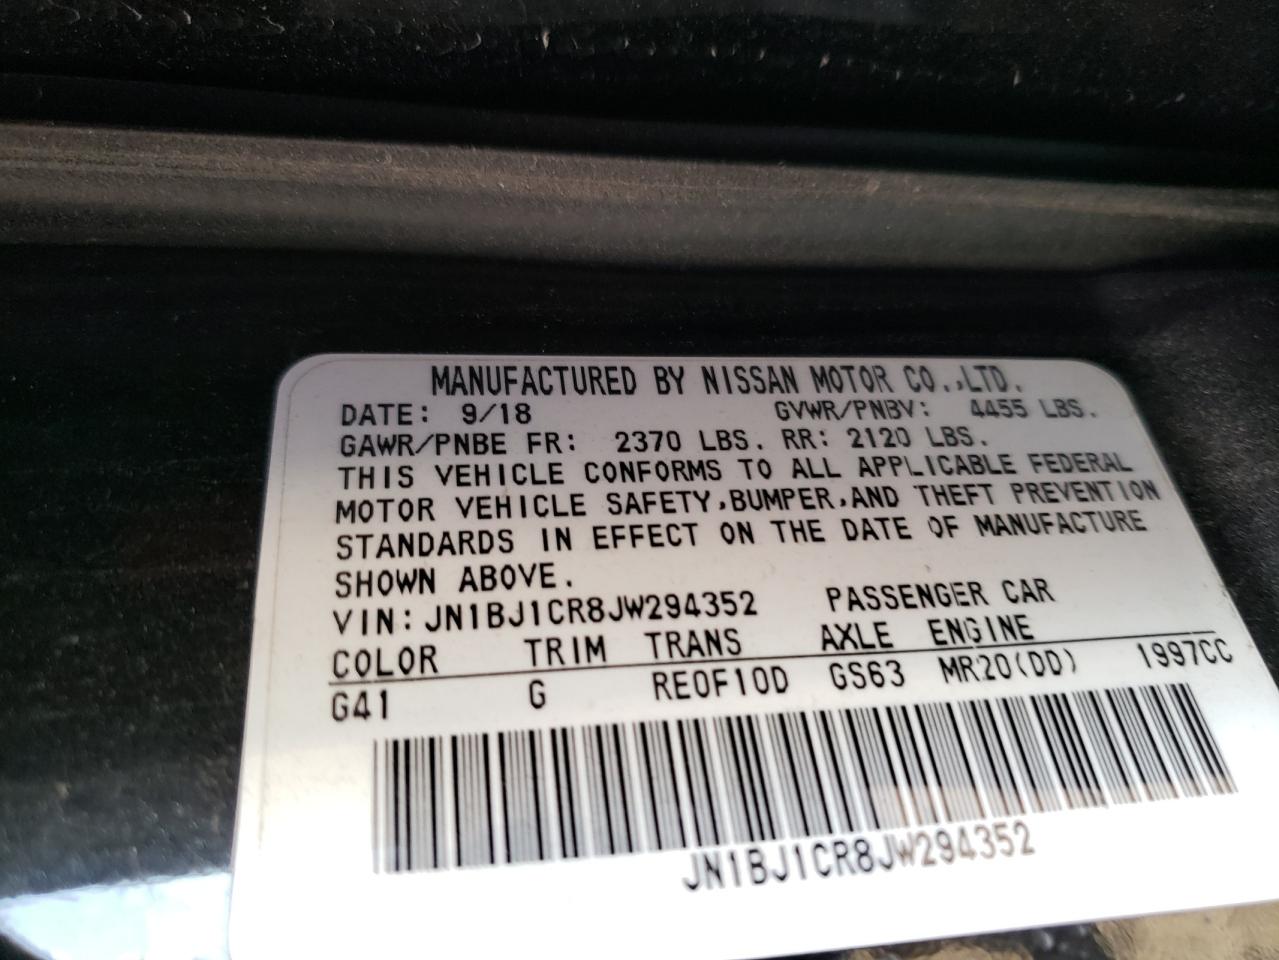 MANUFACTURED BY NISSAN MOTOR CO.,LTD.
DATE: 9/18 GVWR/PNBV: 4455 LBS.
GAWR/PNBE FR: 2370 LBS. RR: 2120 LBS.
THIS VEHICLE CONFORMS TO ALL APPLICABLE FEDERAL
MOTOR VEHICLE SAFETY,BUMPER,AND THEFT PREVENTION
STANDARDS IN EFFECT ON THE DATE OF MANUFACTURE
SHOWN ABOVE.
VIN: JN1BJ1CR8JW294352 PASSENGER CAR
COLOR TRIM TRANS AXLE ENGINE
G41 G RE0F10D GS63 MR20(DD) 1997CC
JN1BJ1CR8JW294352